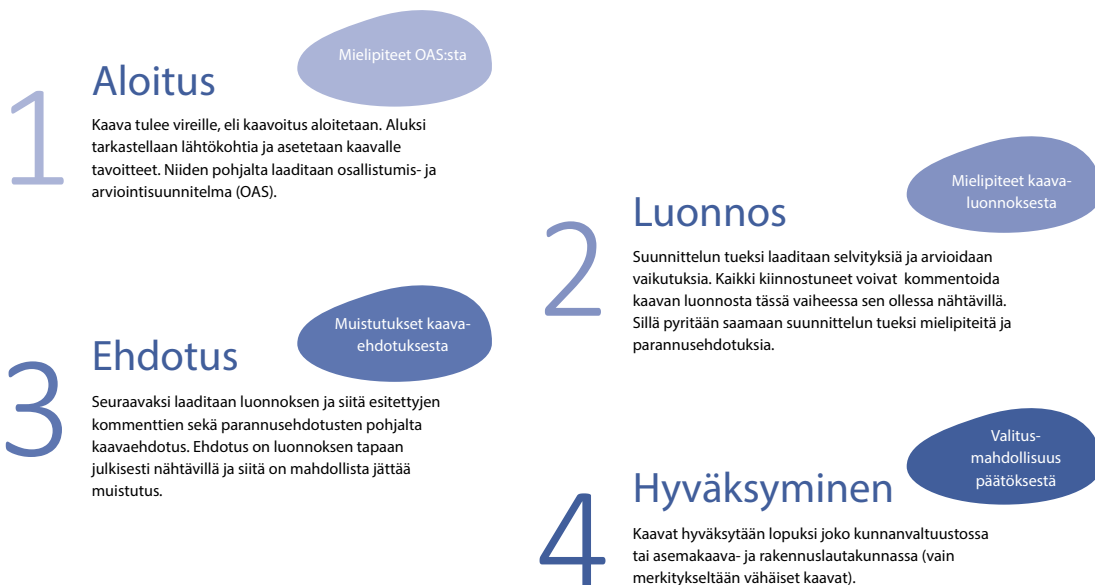 1
Aloitus
Mielipiteet OAS:sta
Kaava tulee vireille, eli kaavoitus aloitetaan. Aluksi
tarkastellaan lähtökohtia ja asetetaan kaavalle
tavoitteet. Niiden pohjalta laaditaan osallistumis- ja
arviointisuunnitelma (OAS).
2
Luonnos
Mielipiteet kaava-
luonnoksesta
Suunnittelun tueksi laaditaan selvityksiä ja arvioidaan
vaikutuksia. Kaikki kiinnostuneet voivat kommentoida
kaavan luonnosta tässä vaiheessa sen ollessa nähtävillä.
Sillä pyritään saamaan suunnittelun tueksi mielipiteitä ja
parannusehdotuksia.
3
Ehdotus
Muistutukset kaava-
ehdotuksesta
Seuraavaksi laaditaan luonnoksen ja siitä esitettyjen
kommenttien sekä parannusehdotusten pohjalta
kaavaehdotus. Ehdotus on luonnoksen tapaan
julkisesti nähtävillä ja siitä on mahdollista jättää
muistutus.
4
Hyväksyminen
Valitus-
mahdollisuus
päätöksestä
Kaavat hyväksytään lopuksi joko kunnanvaltuustossa
tai asemakaava- ja rakennuslautakunnassa (vain
merkitykseltään vähäiset kaavat).